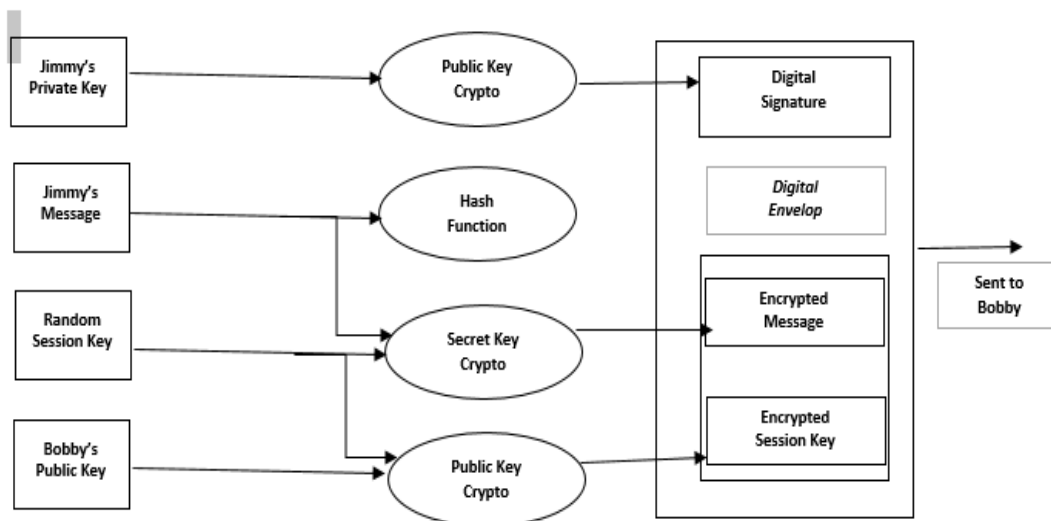 Jimmy's
Private Key
Public Key
Crypto
Digital
Signature
Jimmy's
Message
Hash
Function
Digital
Envelop
Random
Session Key
Secret Key
Crypto
Encrypted
Message
Sent to
Bobby
Bobby's
Public Key
Public Key
Crypto
Encrypted
Session Key